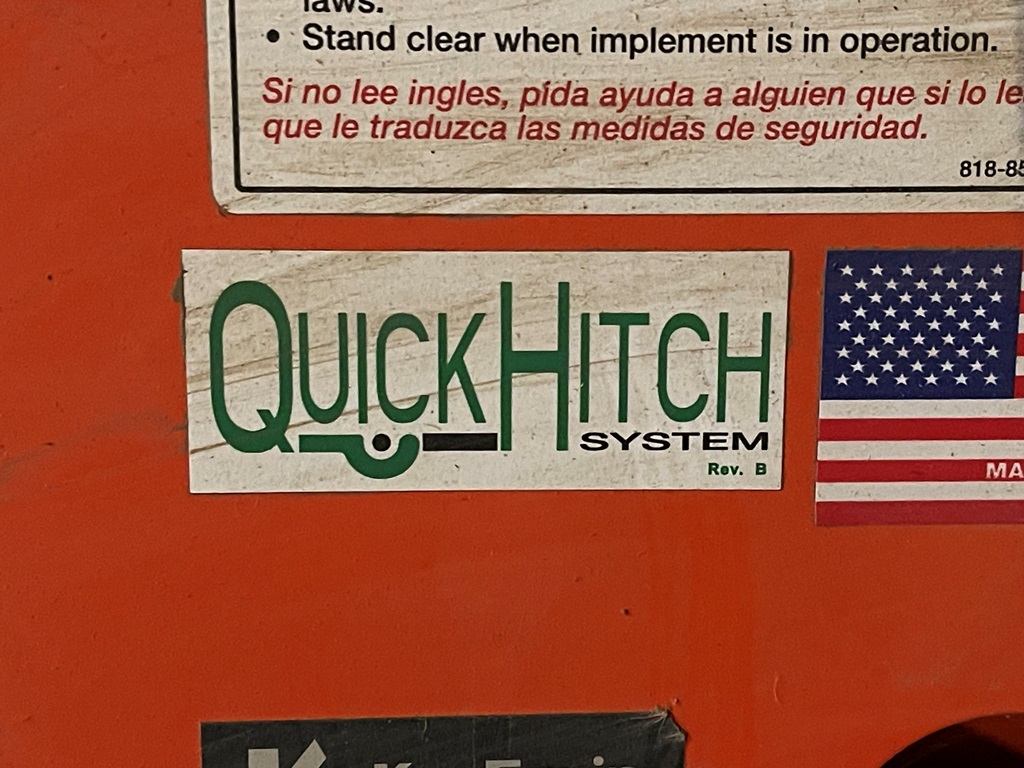 laws.
• Stand clear when implement is in operation.
Si no lee ingles, pida ayuda a alguien que si lo le
que le traduzca las medidas de seguridad.
818-85
QUICKHITCH
SYSTEM
Rev. B
MA